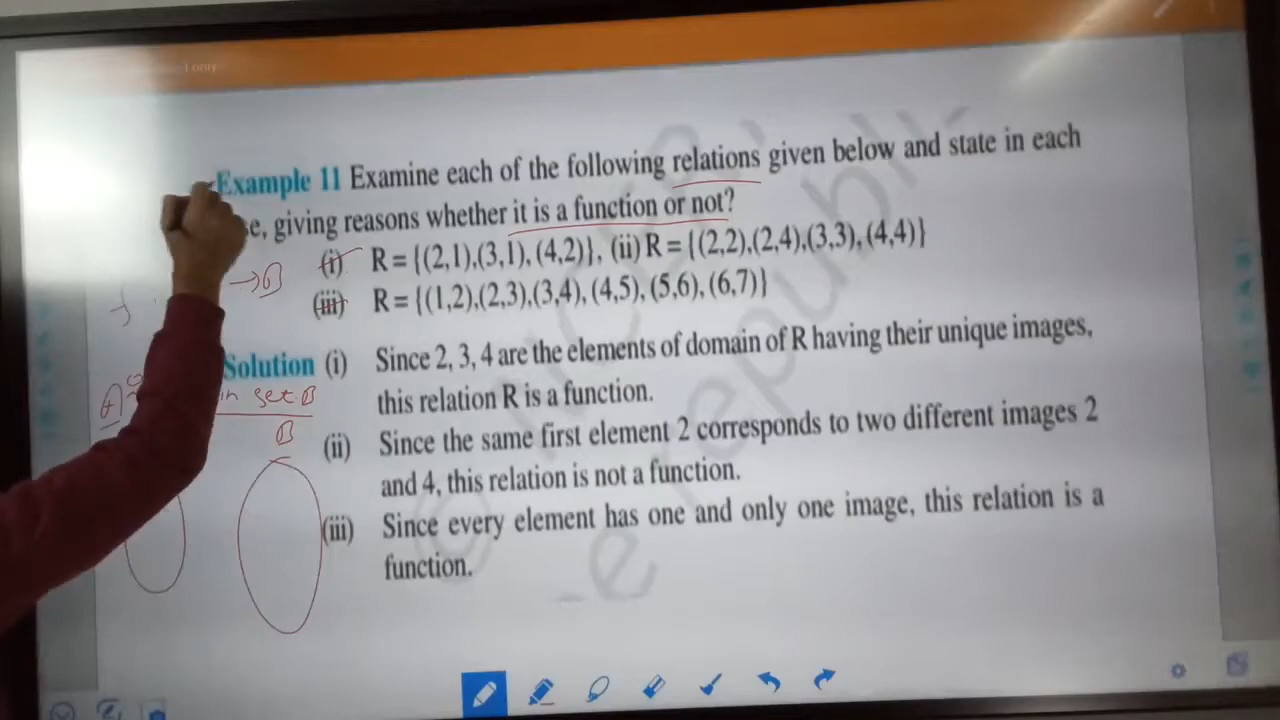 Example 11 Examine each of the following relations given below and state in each
se, giving reasons whether it is a function or not?
(i) R = {(2,1),(3,1), (4,2)}, (ii) R = {(2,2),(2,4),(3,3), (4,4)}
→B
(iii) R = {(1,2),(2,3),(3,4), (4,5), (5,6), (6,7)}
Solution (i) Since 2, 3, 4 are the elements of domain of R having their unique images,
this relation R is a function.
A in set B
B
(ii) Since the same first element 2 corresponds to two different images 2
and 4, this relation is not a function.
(iii) Since every element has one and only one image, this relation is a
function.
© NCERT
republi